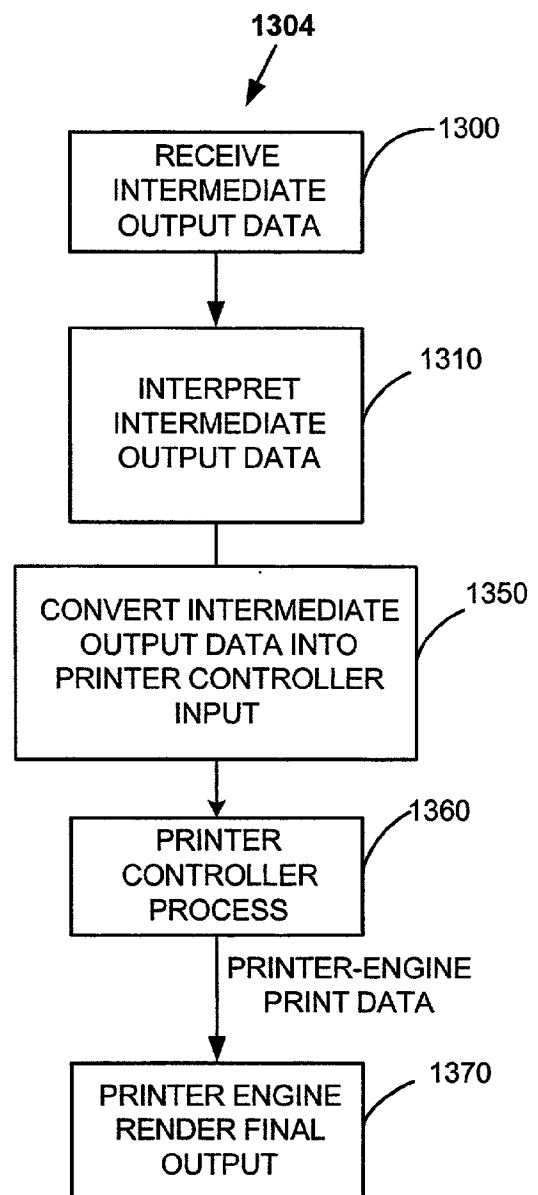 1304
1300
RECEIVE
INTERMEDIATE
OUTPUT DATA
1310
INTERPRET
INTERMEDIATE
OUTPUT DATA
1350
CONVERT INTERMEDIATE
OUTPUT DATA INTO
PRINTER CONTROLLER
INPUT
1360
PRINTER
CONTROLLER
PROCESS
PRINTER-ENGINE
PRINT DATA
1370
PRINTER ENGINE
RENDER FINAL
OUTPUT